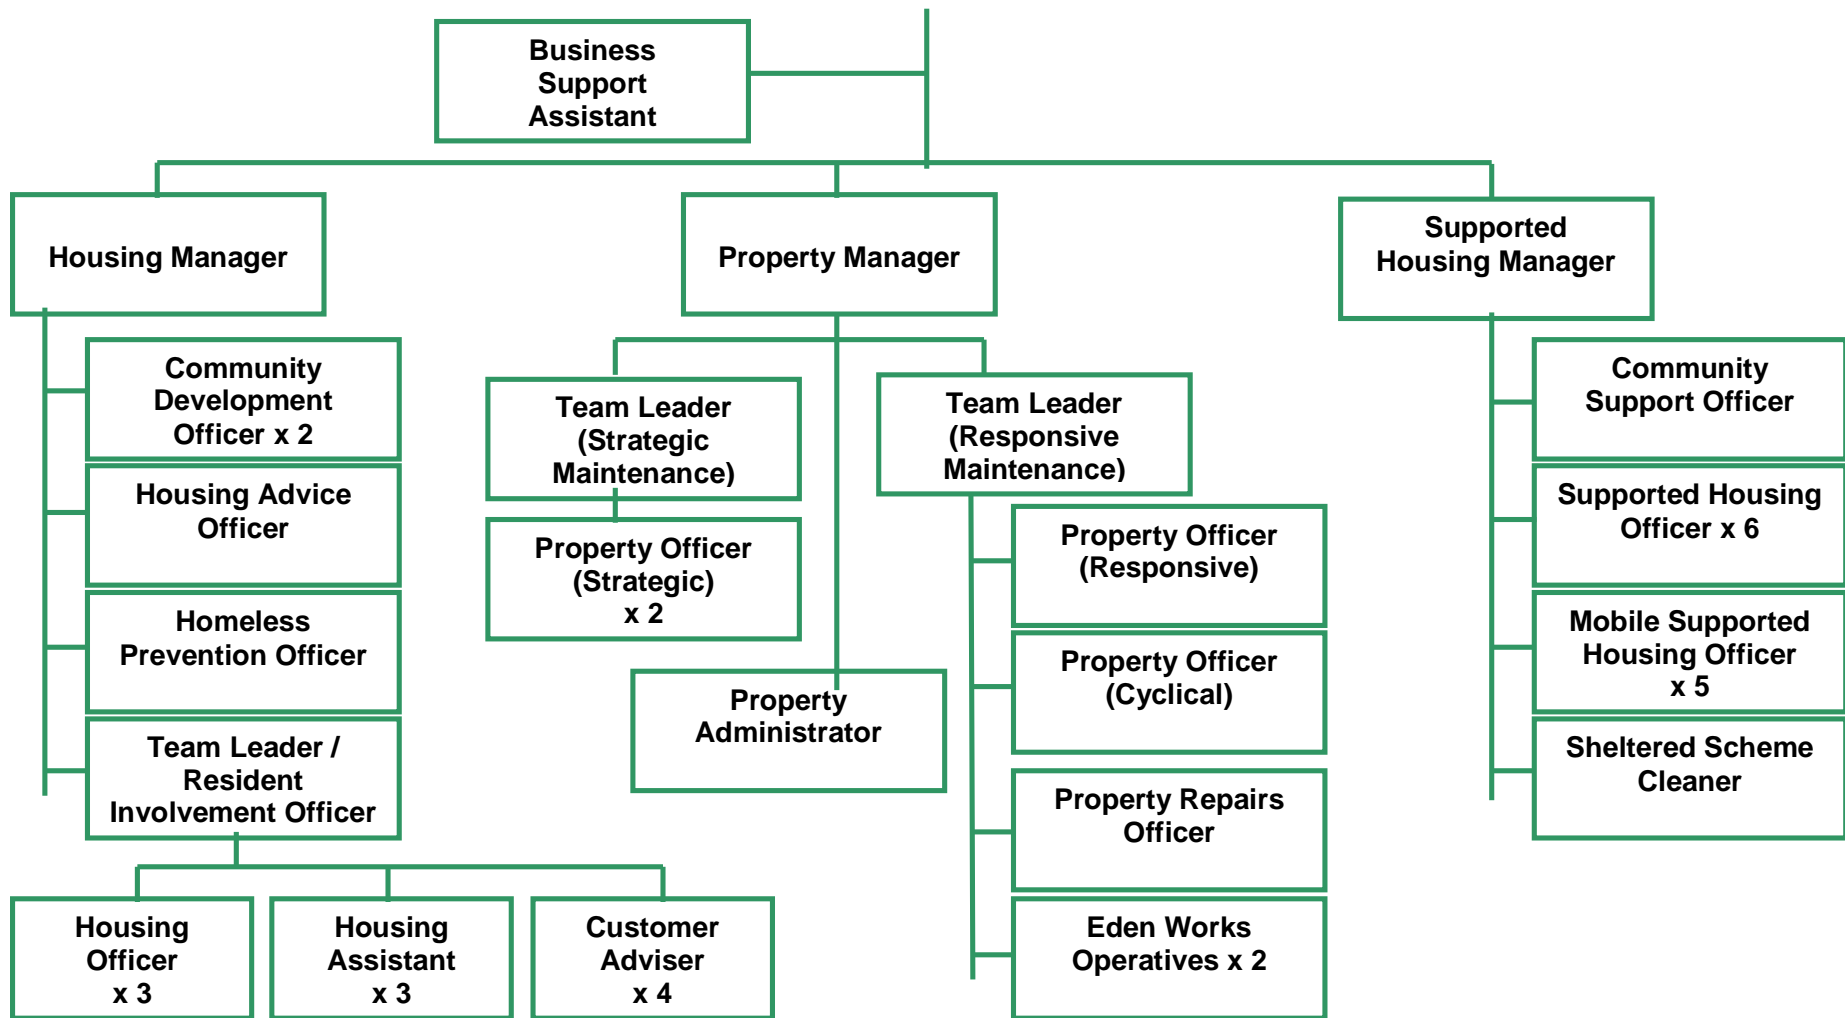 Business
Support
Assistant
Housing Manager
Property Manager
Supported
Housing Manager
Community
Development
Officer x 2
Housing Advice
Officer
Homeless
Prevention Officer
Team Leader /
Resident
Involvement Officer
Housing
Officer
x 3
Housing
Assistant
x 3
Customer
Adviser
x 4
Team Leader
(Strategic
Maintenance)
Property Officer
(Strategic)
x 2
Property
Administrator
Team Leader
(Responsive
Maintenance)
Property Officer
(Responsive)
Property Officer
(Cyclical)
Property Repairs
Officer
Eden Works
Operatives x 2
Community
Support Officer
Supported Housing
Officer x 6
Mobile Supported
Housing Officer
x 5
Sheltered Scheme
Cleaner